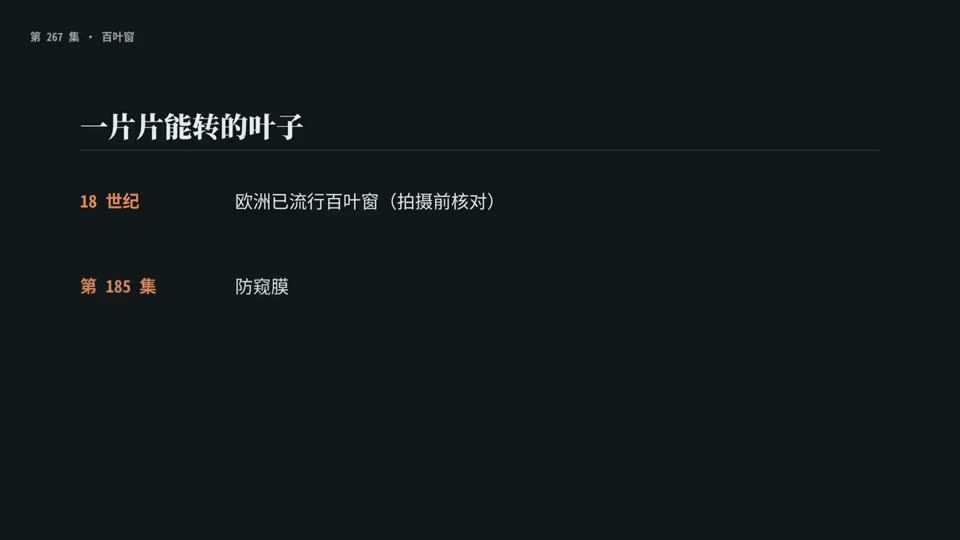 第 267 集 · 百叶窗
一片片能转的叶子
18 世纪 欧洲已流行百叶窗（拍摄前核对）
第 185 集 防窥膜